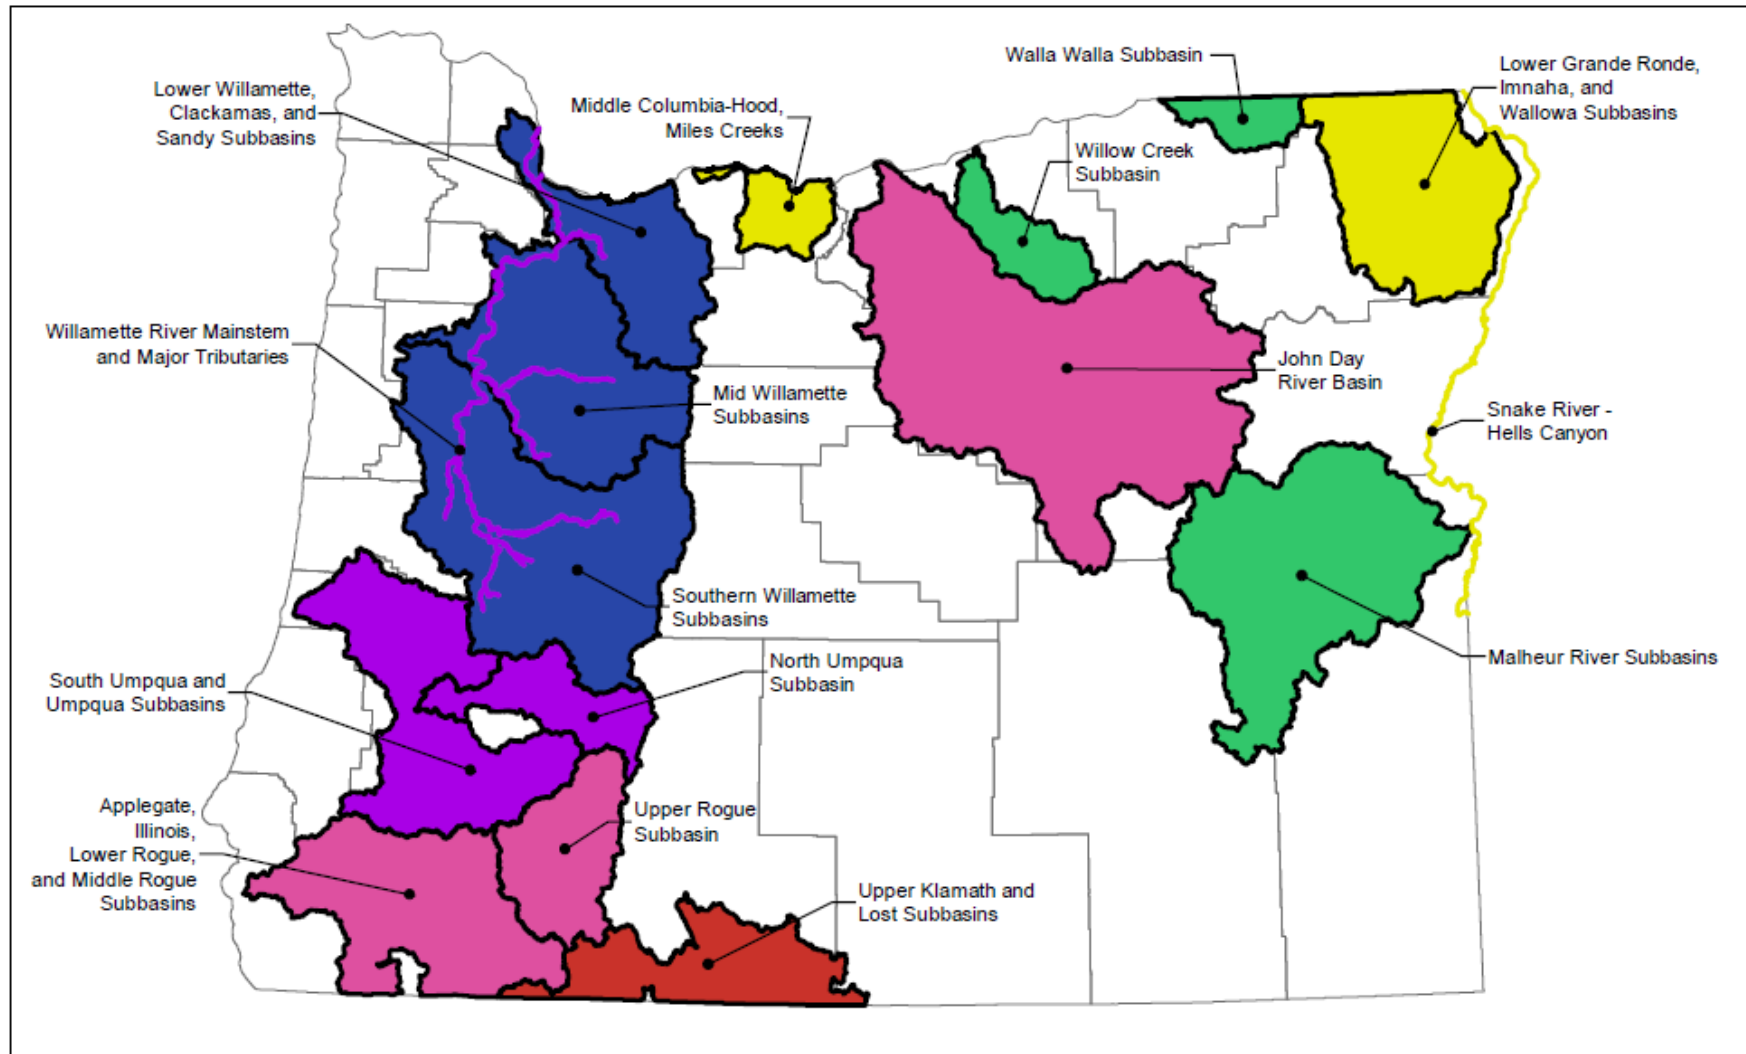 Walla Walla Subbasin
Lower Grande Ronde,
Imnaha, and
Wallowa Subbasins
Lower Willamette,
Clackamas, and
Sandy Subbasins
Middle Columbia-Hood,
Miles Creeks
Willow Creek
Subbasin
Willamette River Mainstem
and Major Tributaries
John Day
River Basin
Mid Willamette
Subbasins
Snake River -
Hells Canyon
Southern Willamette
Subbasins
North Umpqua
Subbasin
Malheur River Subbasins
South Umpqua and
Umpqua Subbasins
Applegate,
Illinois,
Lower Rogue,
and Middle Rogue
Subbasins
Upper Rogue
Subbasin
Upper Klamath and
Lost Subbasins